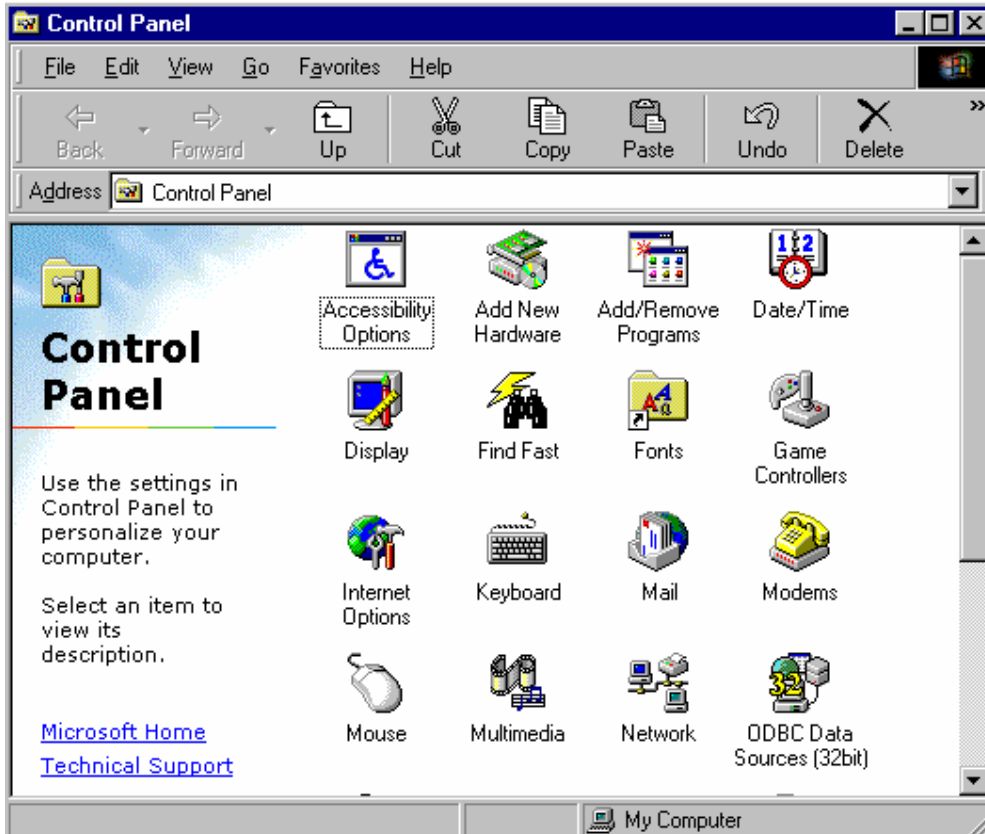 Control Panel
File Edit View Go Favorites Help
Back Forward Up Cut Copy Paste Undo Delete »
Address Control Panel
Control
Panel
Use the settings in
Control Panel to
personalize your
computer.
Select an item to
view its
description.
Microsoft Home
Technical Support
Accessibility
Options
Add New
Hardware
Add/Remove
Programs
Date/Time
Display
Find Fast
Fonts
Game
Controllers
Internet
Options
Keyboard
Mail
Modems
Mouse
Multimedia
Network
32
ODBC Data
Sources (32bit)
My Computer